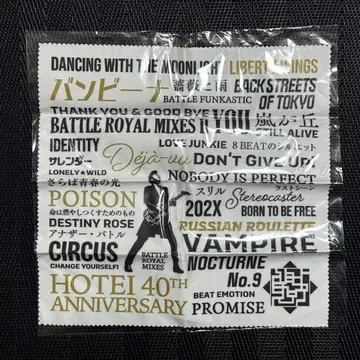 DANCING WITH THE MOONLIGHT LIBERTY WINGS
バンビーナ 薔薇と雨 BACK STREETS OF TOKYO
BATTLE FUNKASTIC
THANK YOU & GOOD BYE
BATTLE ROYAL MIXES II YOU 嵐が丘
STILL ALIVE
IDENTITY LOVE JUNKIE 8 BEATのシルエット
サレンダー Déjà-vu DON'T GIVE UP!
LONELY★WILD NOBODY IS PERFECT
さらば青春の光 スリル ラストシーン
POISON Stereocaster
命は燃やしつくすためのもの 202X BORN TO BE FREE
DESTINY ROSE RUSSIAN ROULETTE
アナザー・バトル VAMPIRE
CIRCUS BATTLE ROYAL MIXES NOCTURNE No.9
CHANGE YOURSELF!
HOTEI 40TH ANNIVERSARY BEAT EMOTION
PROMISE